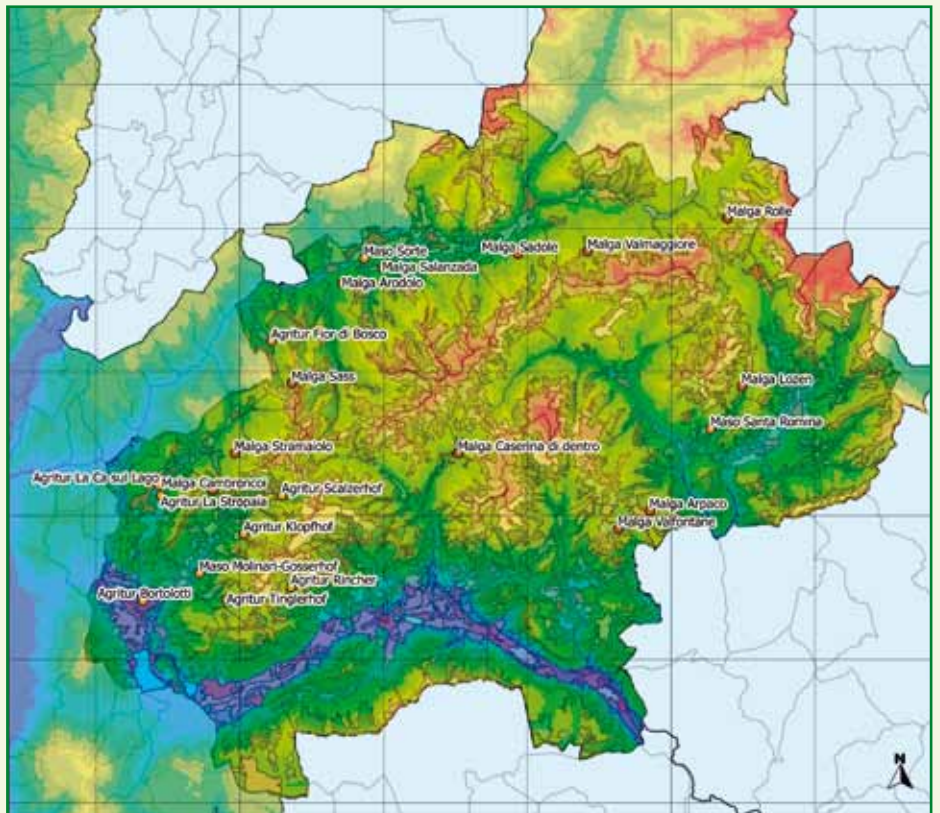 Malga Rolle
Malga Sadole
Malga Valmaggiore
Maso Sorte
Malga Salanzada
Malga Arodolo
Agritur Fior di Bosco
Malga Sass
Malga Lozen
Maso Santa Romina
Malga Stramaiolo
Malga Caserina di dentro
Agritur La Ca sul Lago
Malga Cambroncoi
Agritur Scalzerhof
Agritur La Stropaia
Malga Arpaco
Malga Valfontane
Agritur Klopfhof
Maso Molinari-Gosserhof
Agritur Rincher
Agritur Bortolotti
Agritur Tinglerhof
N